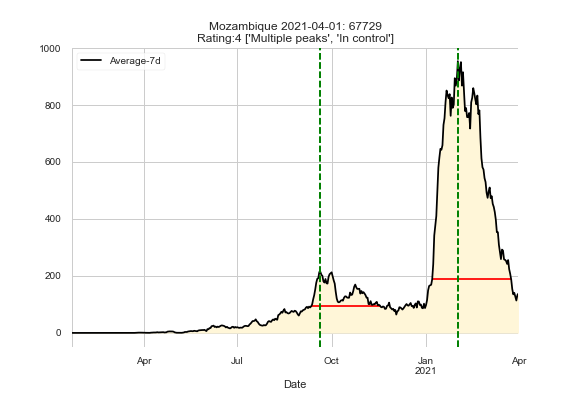 Mozambique 2021-04-01: 67729
Rating:4 ['Multiple peaks', 'In control']
Average-7d
1000
800
600
400
200
0
Apr
Jul
Oct
Jan
2021
Apr
Date